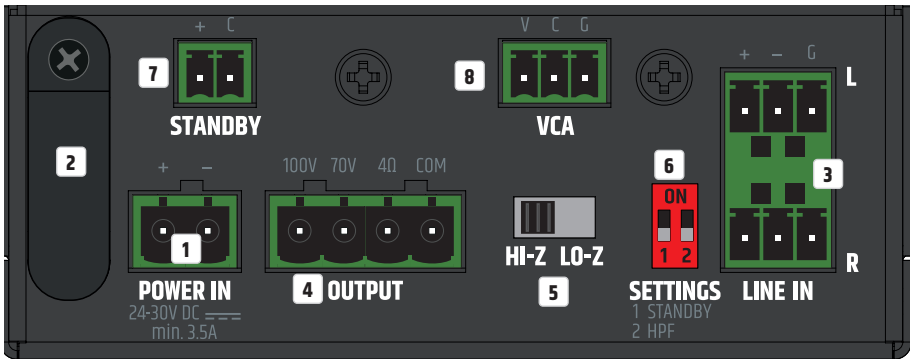 + C
7
STANDBY
V C G
8
VCA
+ − G
L
2
3
R
LINE IN
+ −
1
POWER IN
24-30V DC
min. 3.5A
100V 70V 4Ω COM
4 OUTPUT
HI-Z LO-Z
5
6
ON
1 2
SETTINGS
1 STANDBY
2 HPF